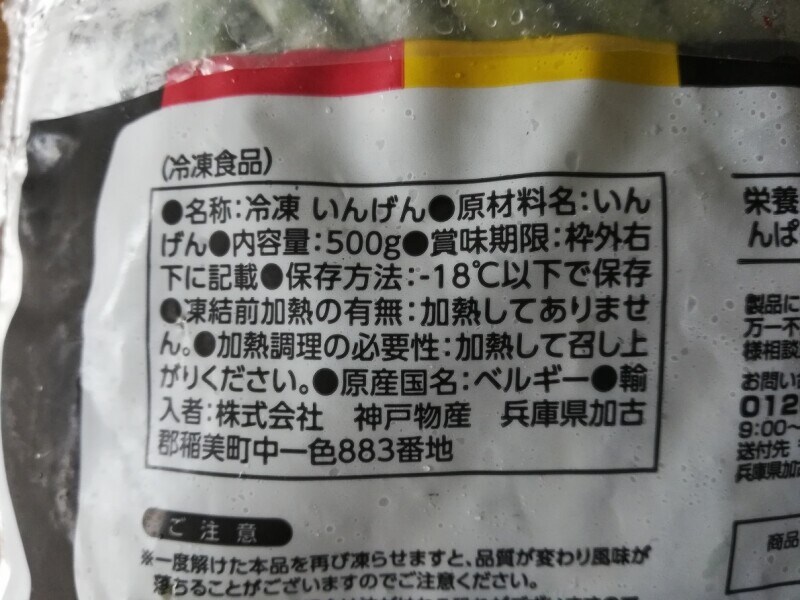 (冷凍食品)
●名称:冷凍 いんげん●原材料名:いん
げん●内容量:500g●賞味期限:枠外右
下に記載●保存方法:-18℃以下で保存
●凍結前加熱の有無:加熱してありませ
ん。●加熱調理の必要性:加熱して召し上
がりください。●原産国名:ベルギー●輸
入者:株式会社 神戸物産 兵庫県加古
郡稲美町中一色883番地
ご注意
※一度解けた本品を再び凍らせますと、品質が変わり風味が
落ちることがございますのでご注意ください。
栄養
んぱ
製品に
万一不
様相談
お問い
012
9:00~
送付先
兵庫県加
商品